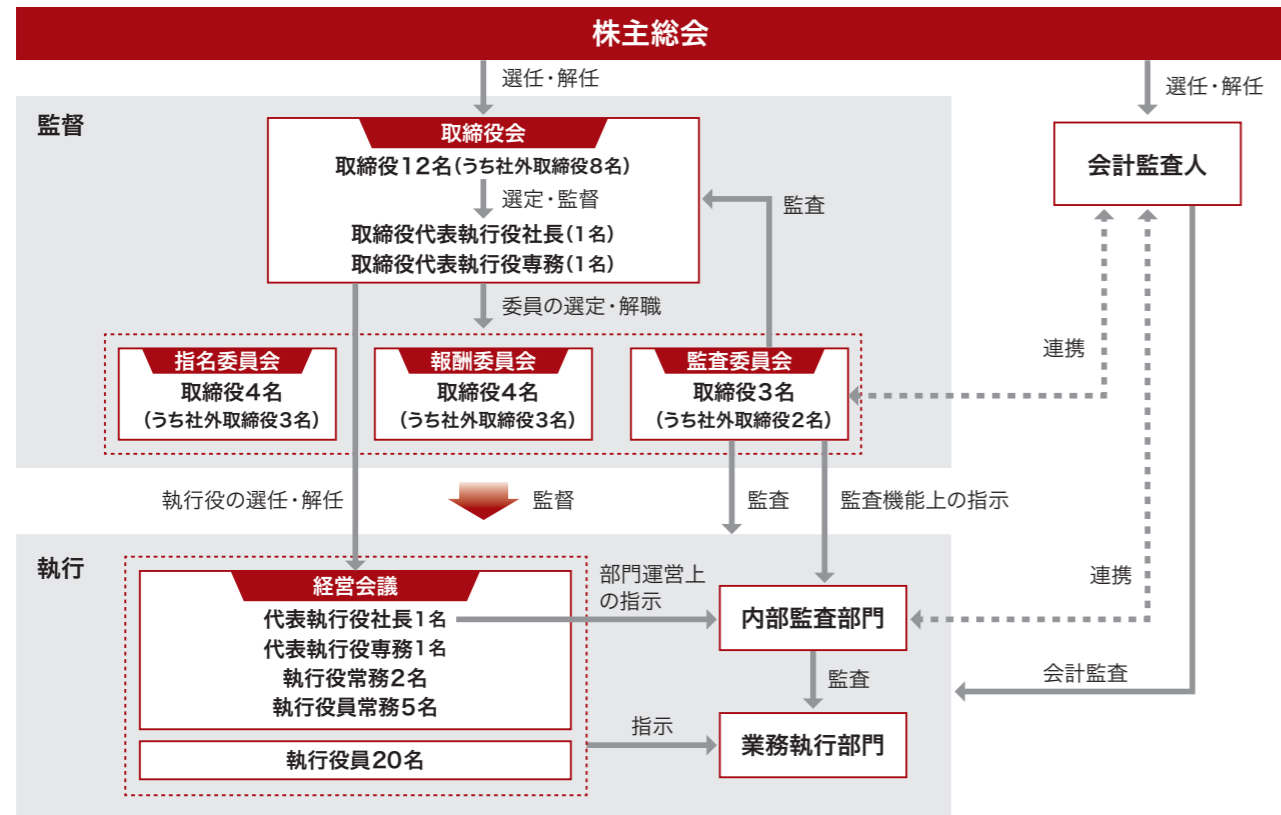 株主総会
選任・解任
選任・解任
監督
取締役会
取締役12名(うち社外取締役8名)
選定・監督
取締役代表執行役社長(1名)
取締役代表執行役専務(1名)
監査
会計監査人
委員の選定・解職
指名委員会
取締役4名
(うち社外取締役3名)
報酬委員会
取締役4名
(うち社外取締役3名)
監査委員会
取締役3名
(うち社外取締役2名)
連携
執行役の選任・解任
監督
監査
監査機能上の指示
執行
経営会議
代表執行役社長1名
代表執行役専務1名
執行役常務2名
執行役員常務5名
執行役員20名
部門運営上
の指示
内部監査部門
連携
監査
会計監査
指示
業務執行部門